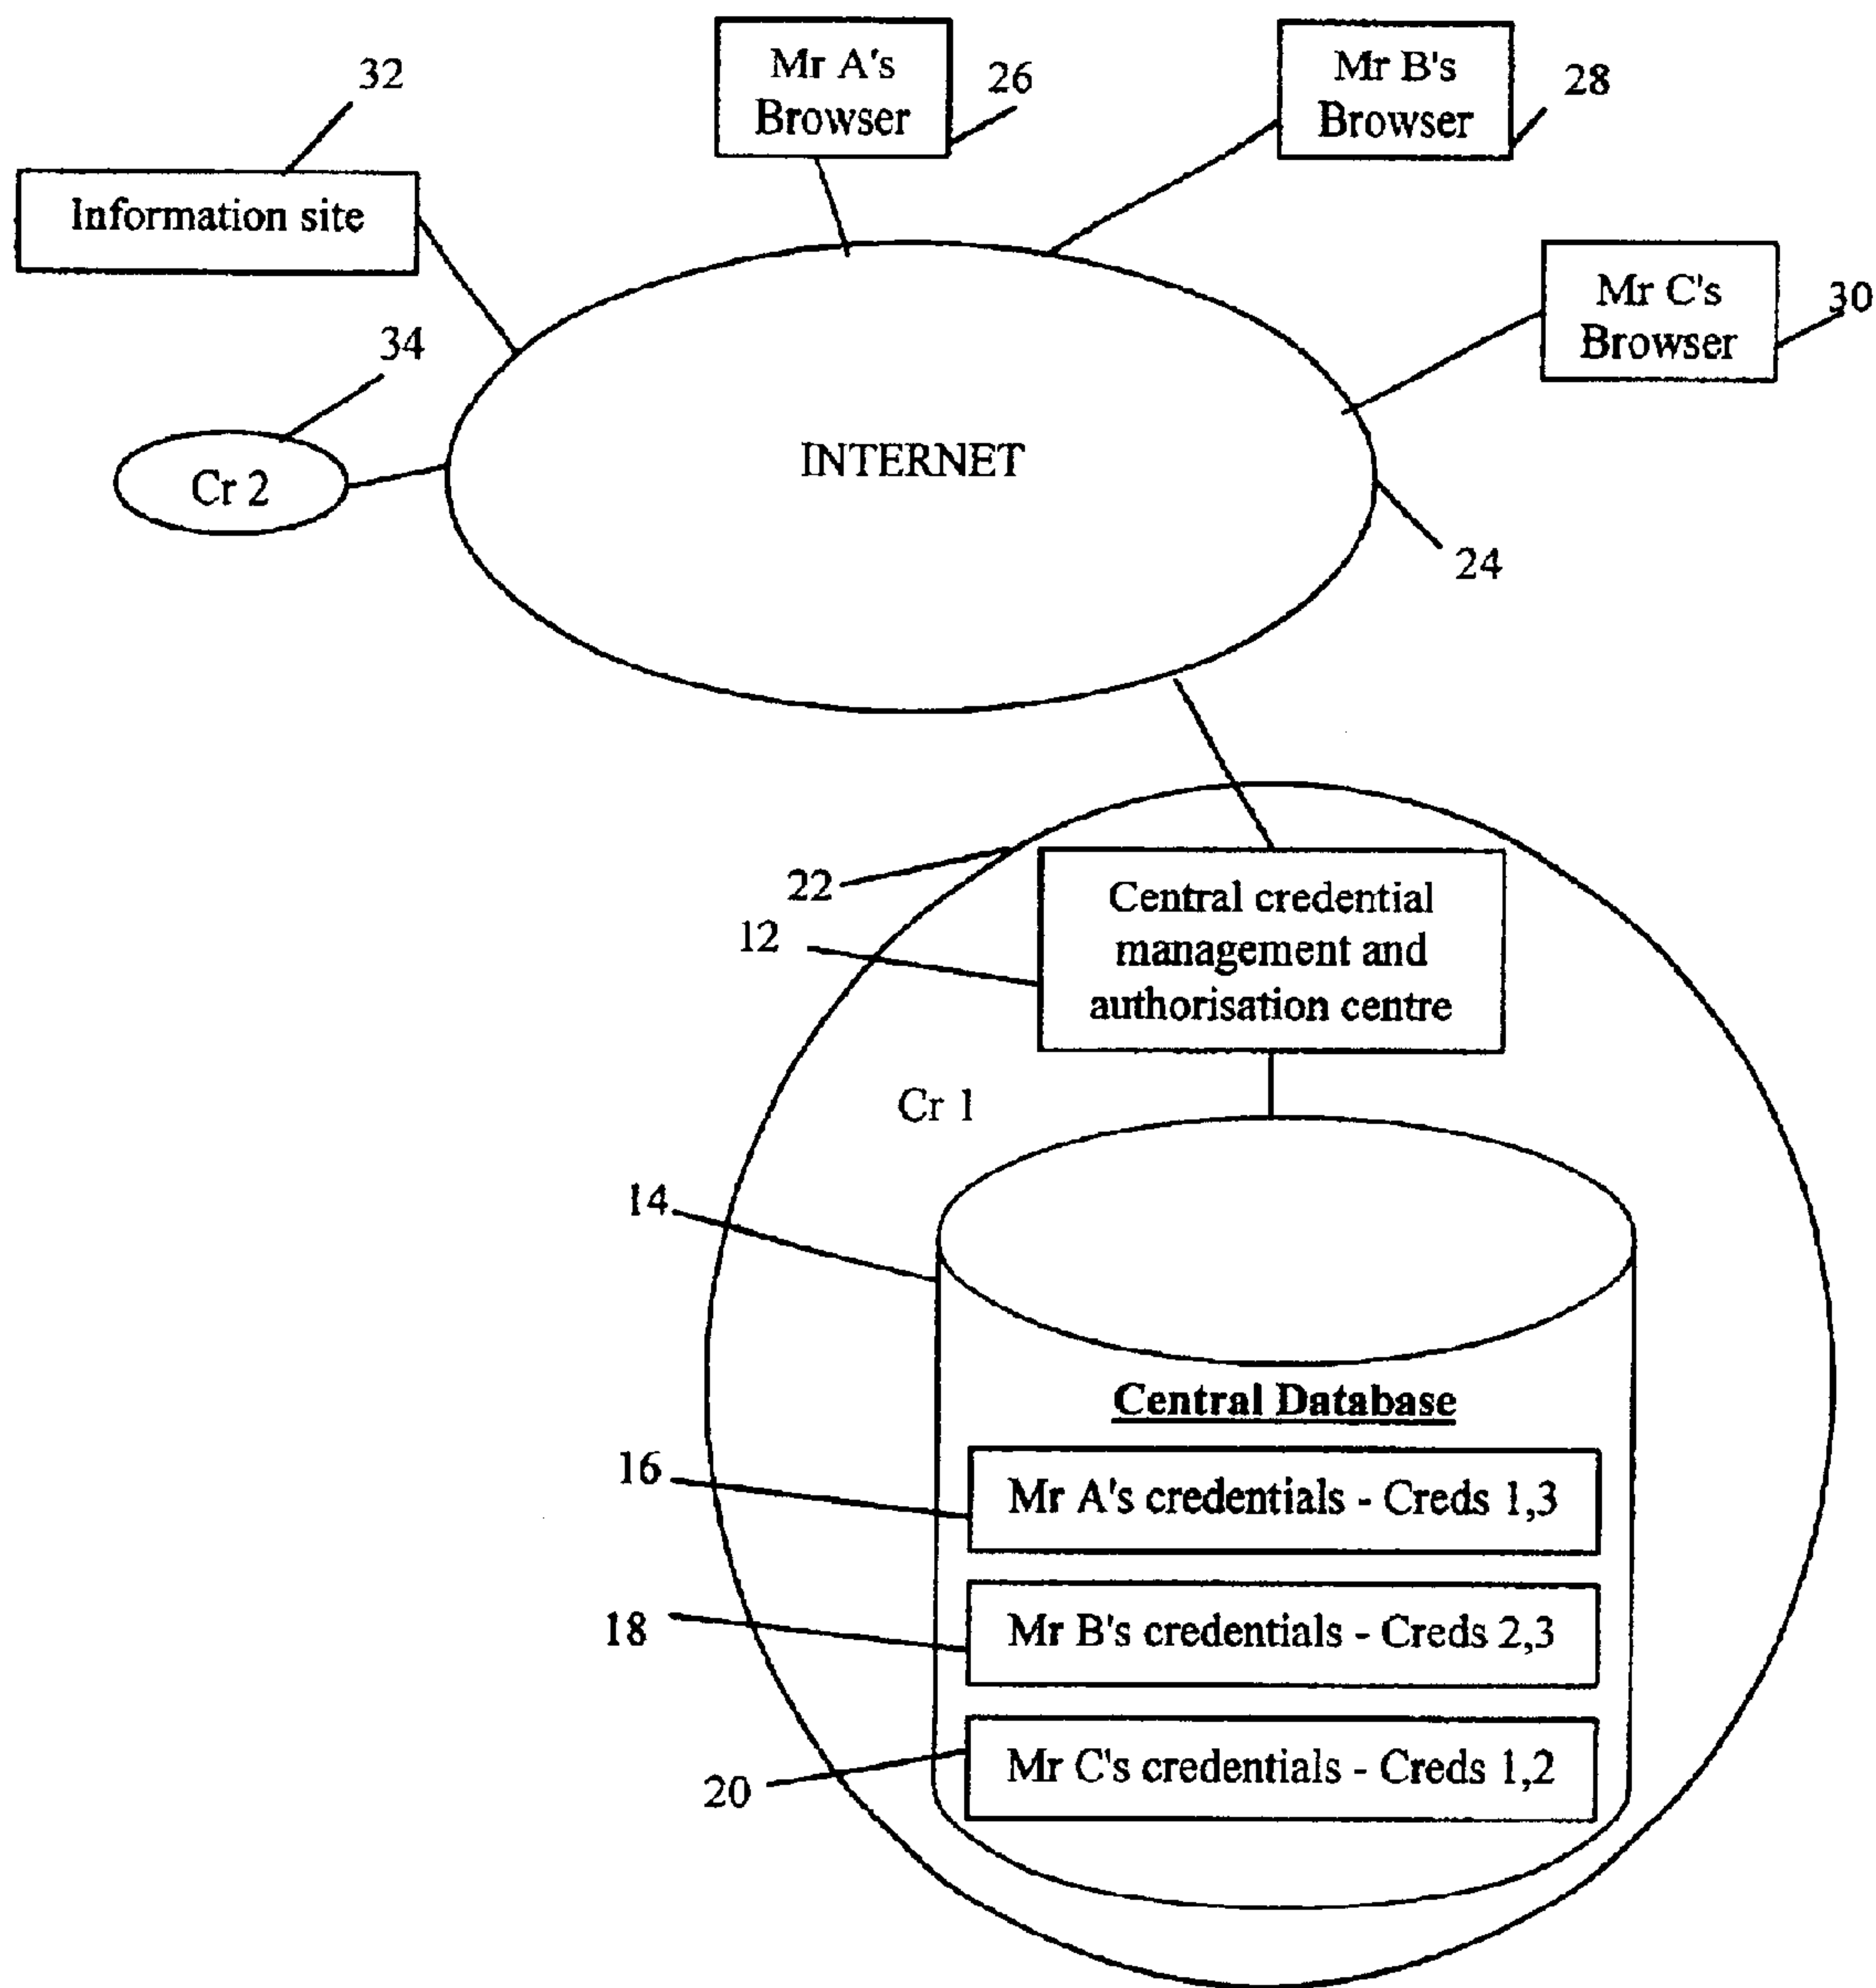 Mr A's
Browser
26
Mr B's
Browser
28
32
Information site
Mr C's
Browser
30
34
Cr 2
INTERNET
24
22
12
Central credential
management and
authorisation centre
Cr 1
14
Central Database
16
Mr A's credentials - Creds 1,3
18
Mr B's credentials - Creds 2,3
20
Mr C's credentials - Creds 1,2